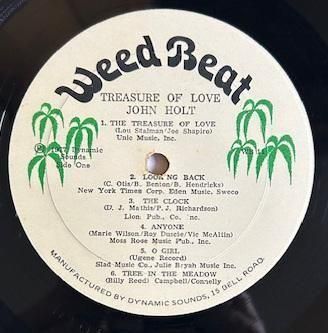 Weed Beat
TREASURE OF LOVE
JOHN HOLT
1. THE TREASURE OF LOVE
(Lou Stalman/Joe Shapiro)
Unic Music, Inc.
1977 Dynamic
Sounds
Side One
2. LOOKING BACK
(C. Otis/B. Benton/B. Hendricks)
New York Times Corp. Eden Music, Sweco
3. THE CLOCK
(D. J. Mathis/P. J. Richardson)
Lion Pub., Co. Inc.
4. ANYONE
(Marie Wilson/Roy Duscie/Vic McAllin)
Moss Rose Music Pub., Inc.
5. O GIRL
(Ugene Record)
Slad-Music Co., Julie Bryah Music Inc.
6. TREE IN THE MEADOW
(Billy Reed) Campbell/Connelly
MANUFACTURED BY DYNAMIC SOUNDS, 15 BELL ROAD.